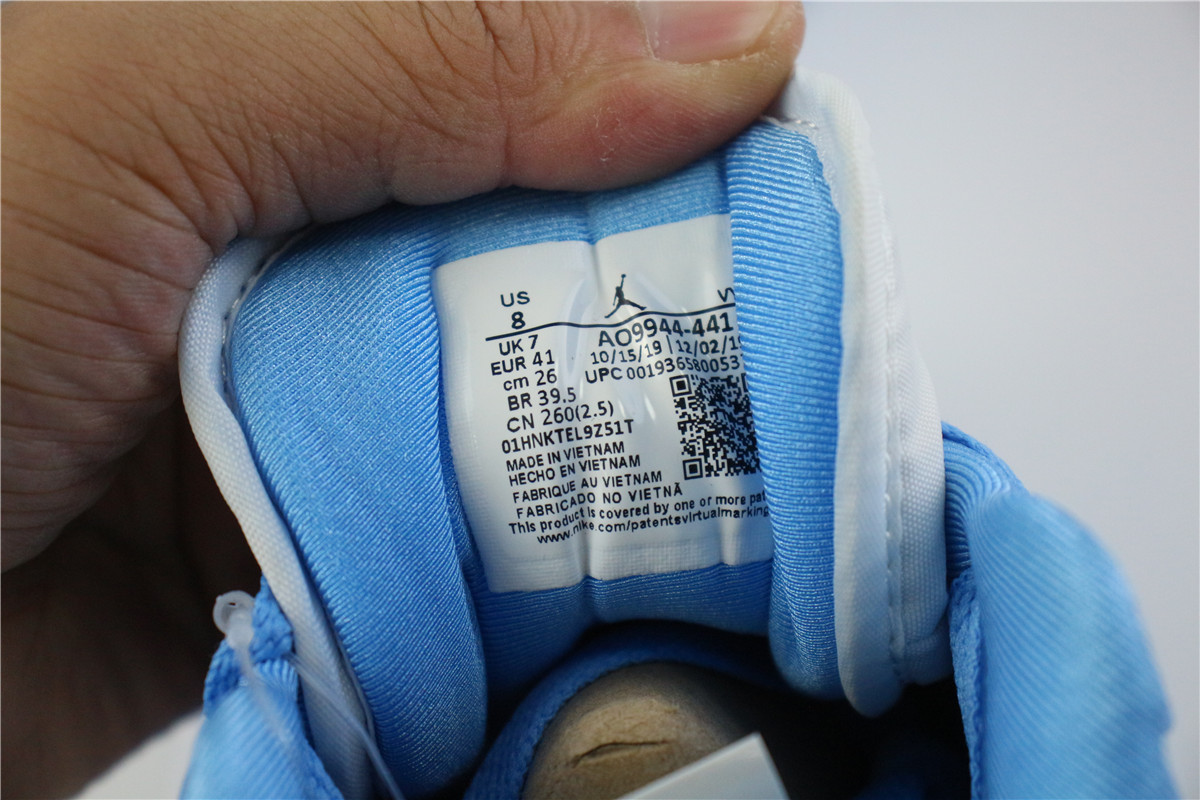 US
8
UK 7
EUR 41
cm 26
BR 39.5
CN 260(2.5)
AO9944-441
10/15/19 | 12/02/
UPC
01HNKTEL9Z51T
MADE IN VIETNAM
HECHO EN VIETNAM
FABRIQUE AU VIETNAM
FABRICADO NO VIETNÃ
This product is covered by one or more
www.nike.com/patentsvirtualmarking